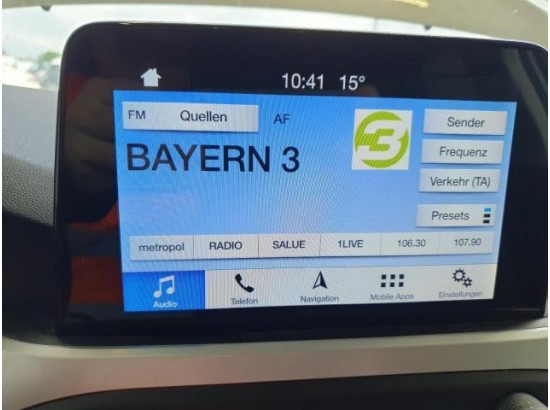 10:41 15°
FM Quellen AF
3
Sender
BAYERN 3
Frequenz
Verkehr (TA)
Presets
metropol RADIO SALUE 1LIVE 106.30 107.90
Audio Telefon Navigation Mobile Apps Einstellungen